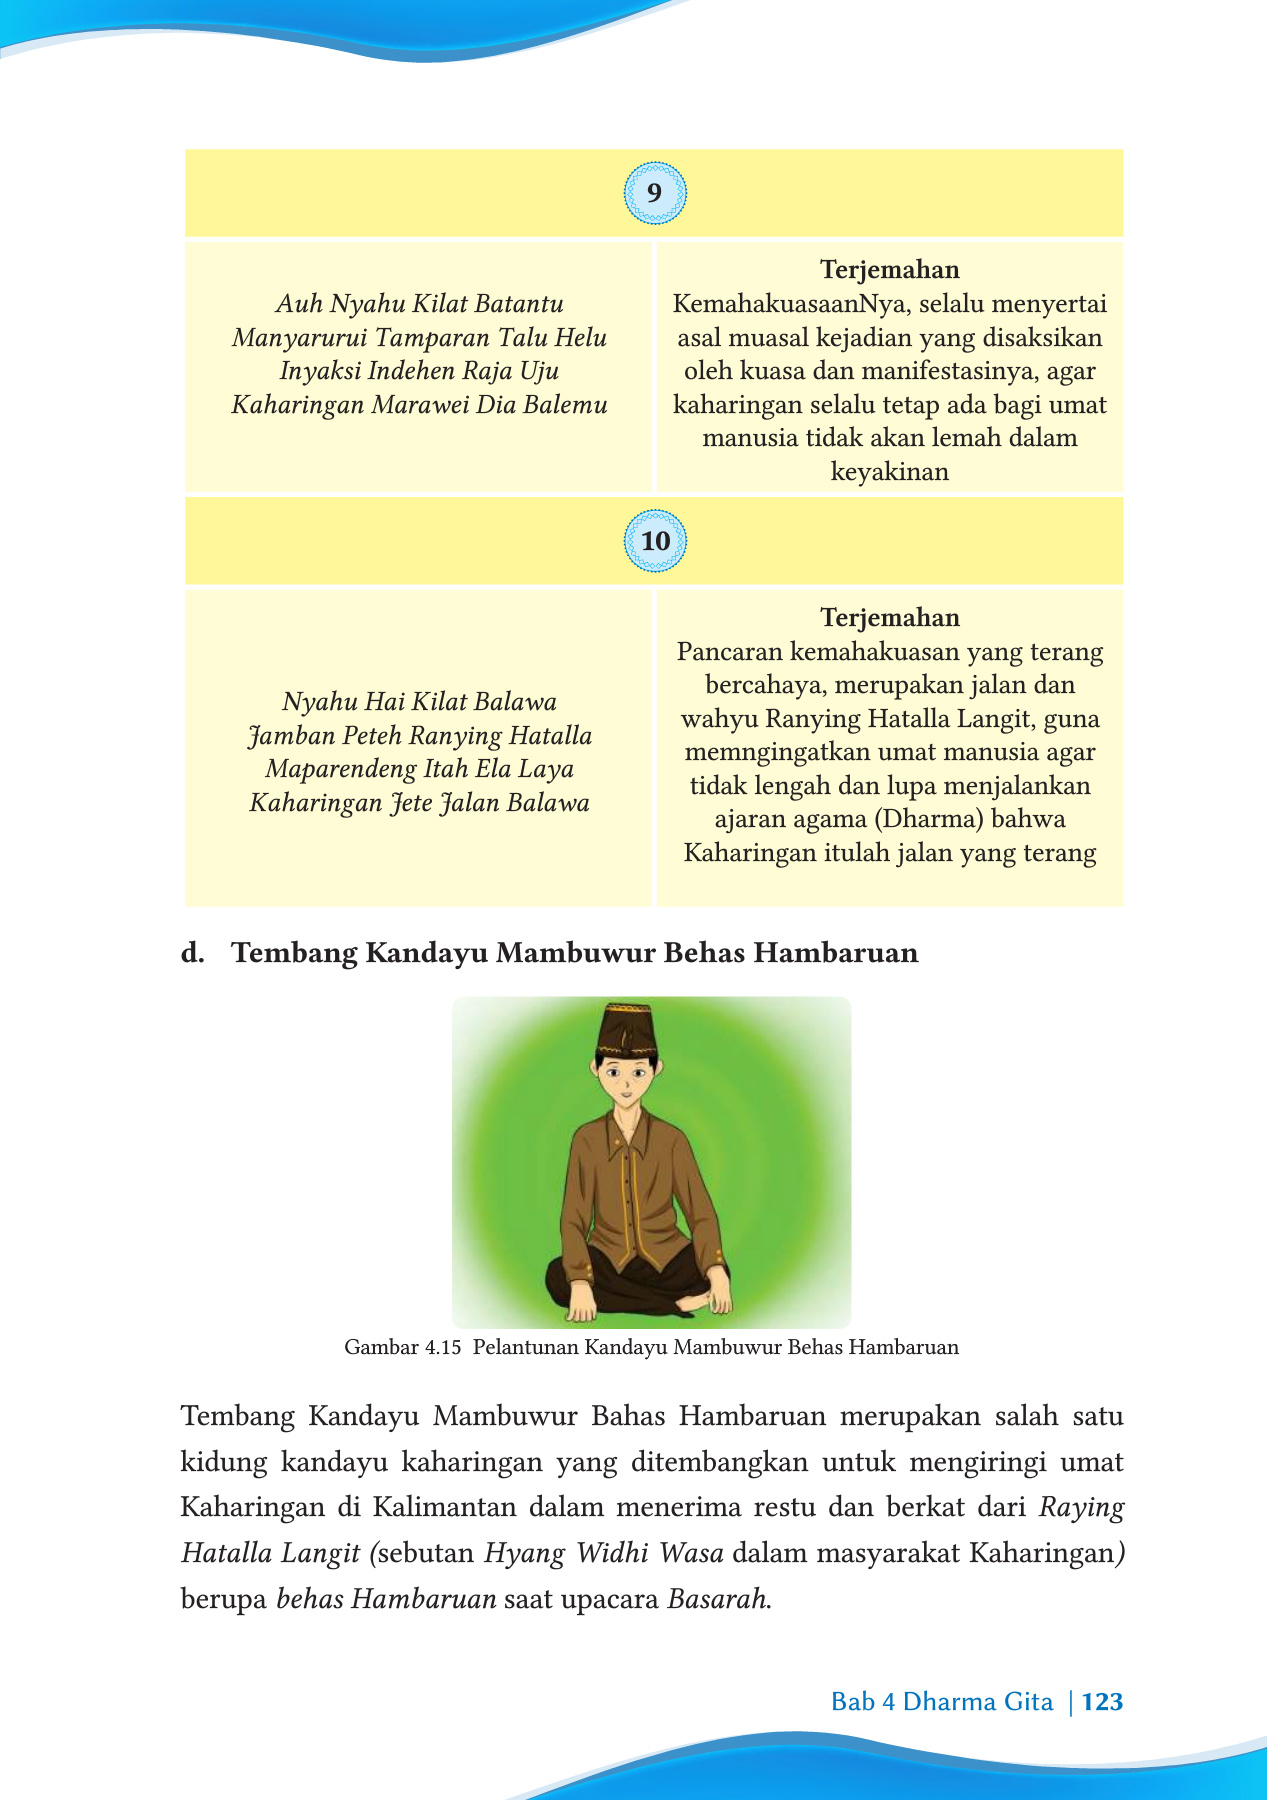 9
Auh Nyahu Kilat Batantu
Manyarurui Tamparan Talu Helu
Inyaksi Indehen Raja Uju
Kaharingan Marawei Dia Balemu
Terjemahan
KemahakuasaanNya, selalu menyertai
asal muasal kejadian yang disaksikan
oleh kuasa dan manifestasinya, agar
kaharingan selalu tetap ada bagi umat
manusia tidak akan lemah dalam
keyakinan
10
Nyahu Hai Kilat Balawa
Jamban Peteh Ranying Hatalla
Maparendeng Itah Ela Laya
Kaharingan Jete Jalan Balawa
Terjemahan
Pancaran kemahakuasan yang terang
bercahaya, merupakan jalan dan
wahyu Ranying Hatalla Langit, guna
memngingatkan umat manusia agar
tidak lengah dan lupa menjalankan
ajaran agama (Dharma) bahwa
Kaharingan itulah jalan yang terang
d. Tembang Kandayu Mambuwur Behas Hambaruan
Gambar 4.15 Pelantunan Kandayu Mambuwur Behas Hambaruan
Tembang Kandayu Mambuwur Bahas Hambaruan merupakan salah satu
kidung kandayu kaharingan yang ditembangkan untuk mengiringi umat
Kaharingan di Kalimantan dalam menerima restu dan berkat dari Raying
Hatalla Langit (sebutan Hyang Widhi Wasa dalam masyarakat Kaharingan)
berupa behas Hambaruan saat upacara Basarah.
Bab 4 Dharma Gita | 123